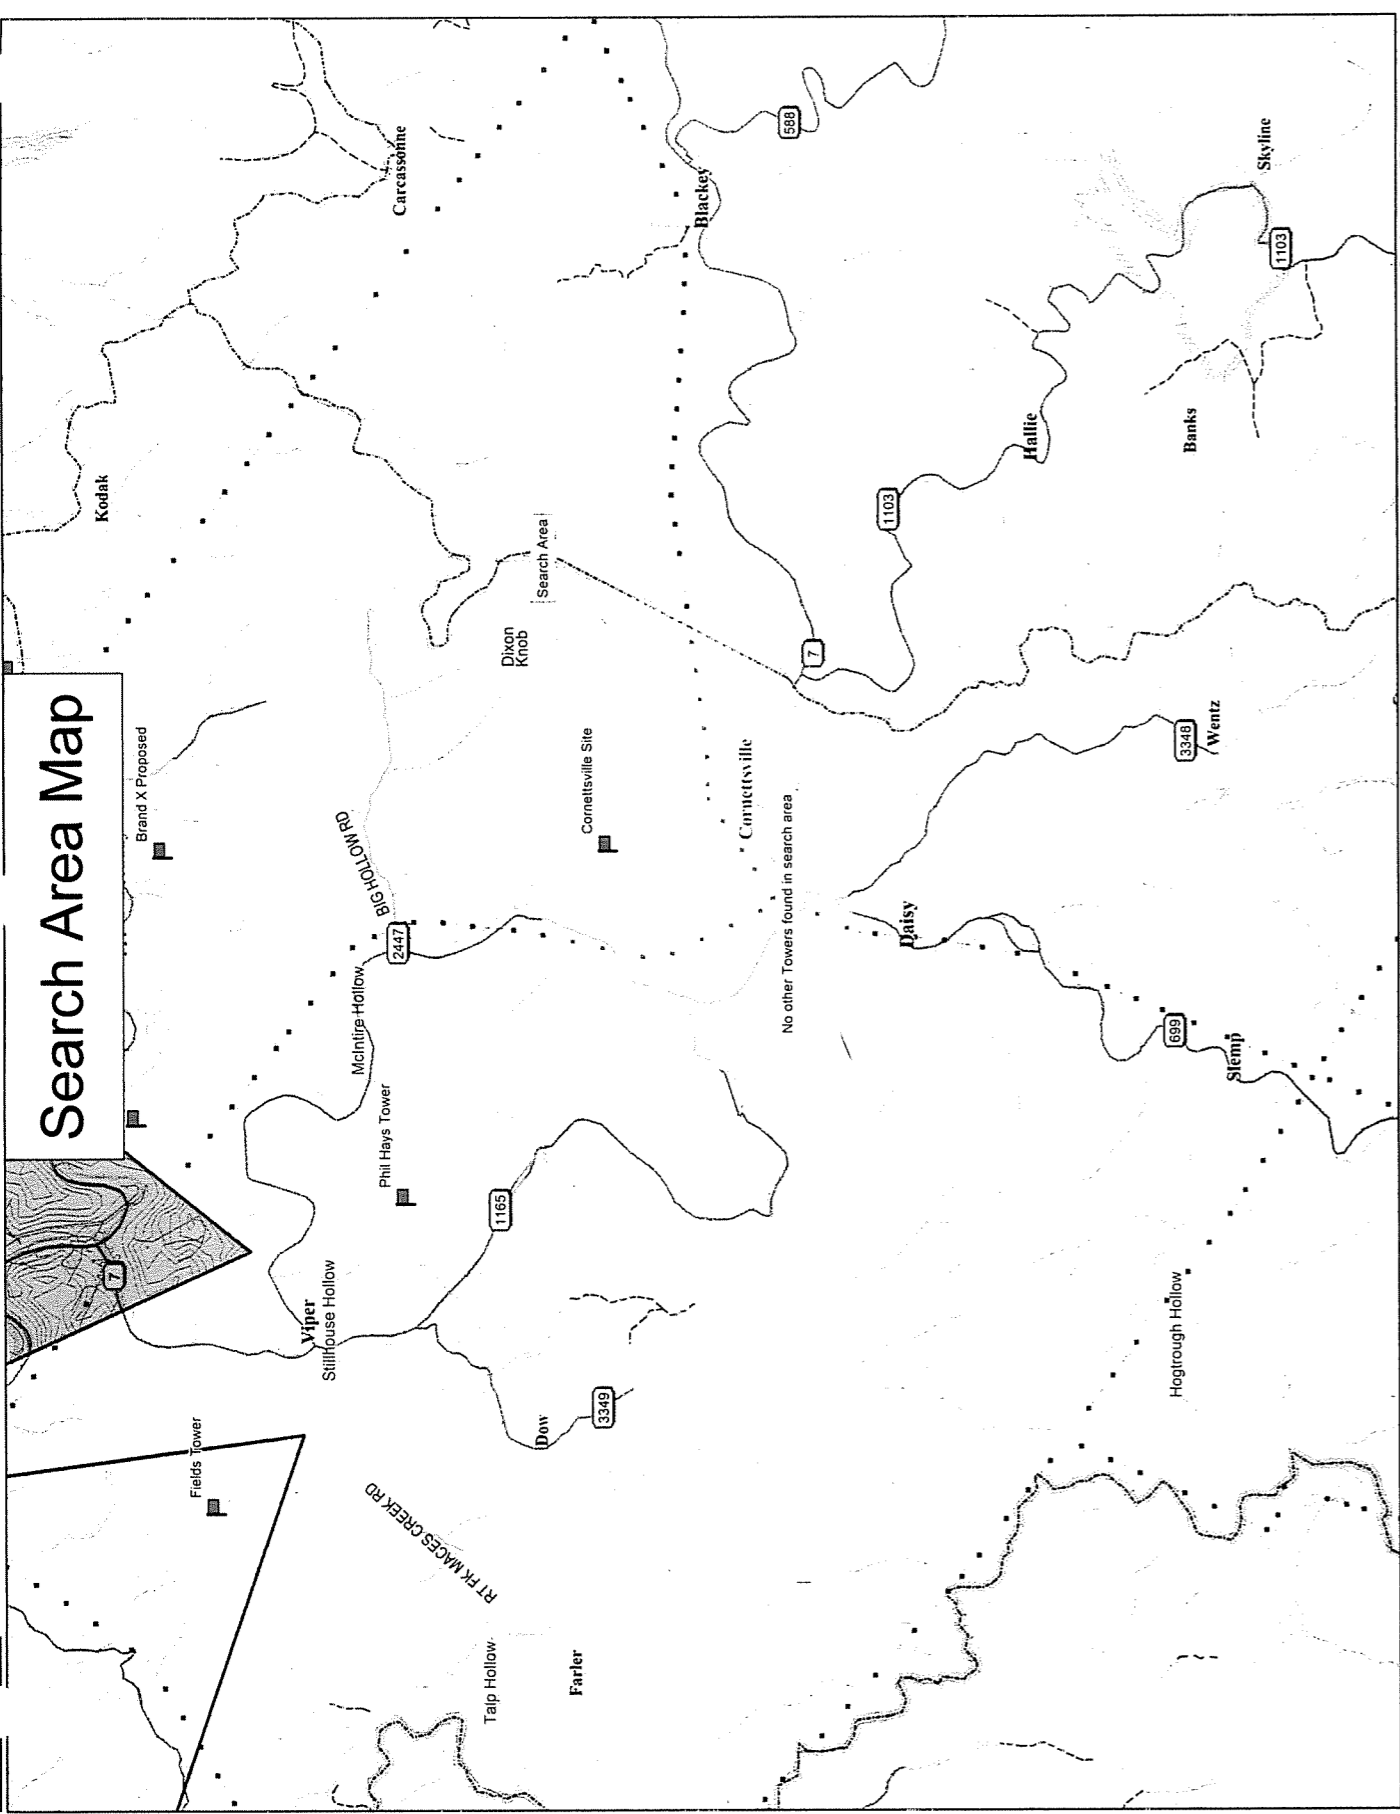 Search Area Map
Fields Tower
7
Viper
Stillhouse Hollow
Brand X Proposed
Kodak
Carcassonne
RT FK MACES CREEK RD
McIntire Hollow
BIG HOLLOW RD
2447
Phil Hays Tower
Talp Hollow
1165
Dixon
Knob
Search Area
Dow
Farler
3349
Cornettsville Site
Blackey
Cornettsville
588
No other Towers found in search area
7
1103
Daisy
Hallie
Hogtrough Hollow
699
3348
Banks
Slemp
Wentz
Skyline
1103